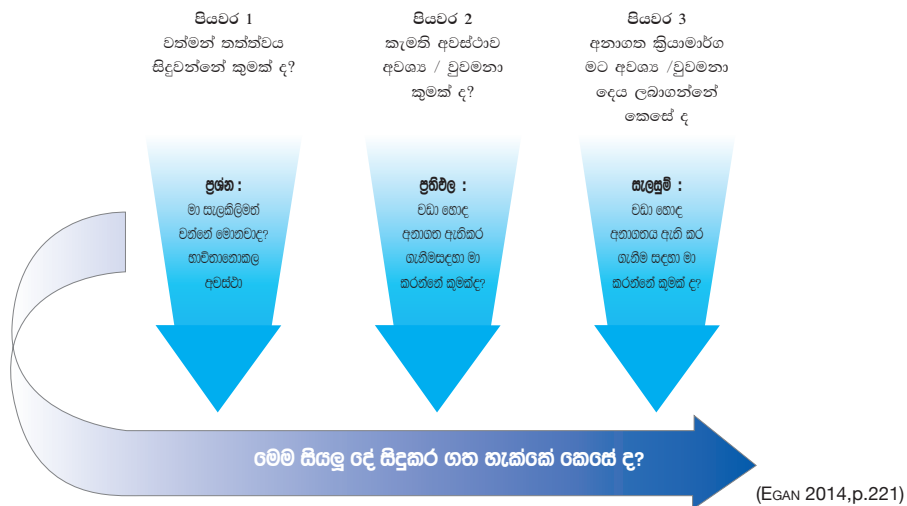 පියවර 1
වත්මන් තත්ත්වය
සිදුවන්නේ කුමක් ද?
ප්‍රශ්න :
මා සැලකිලිමත්
වන්නේ මොනවාද?
භාවිතානොකල
අවස්ථා
පියවර 2
කැමති අවස්ථාව
අවශ්‍ය / වුවමනා
කුමක් ද?
ප්‍රතිඵල :
වඩා හොඳ
අනාගත ඇතිකර
ගැනීමසඳහා මා
කරන්නේ කුමක්ද?
පියවර 3
අනාගත ක්‍රියාමාර්ග
මට අවශ්‍ය /වුවමනා
දෙය ලබාගන්නේ
කෙසේ ද
සැලසුම් :
වඩා හොඳ
අනාගතය ඇති කර
ගැනීම සඳහා මා
කරන්නේ කුමක් ද?
මෙම සියලු දේ සිදුකර ගත හැක්කේ කෙසේ ද?
(EGAN 2014,p.221)